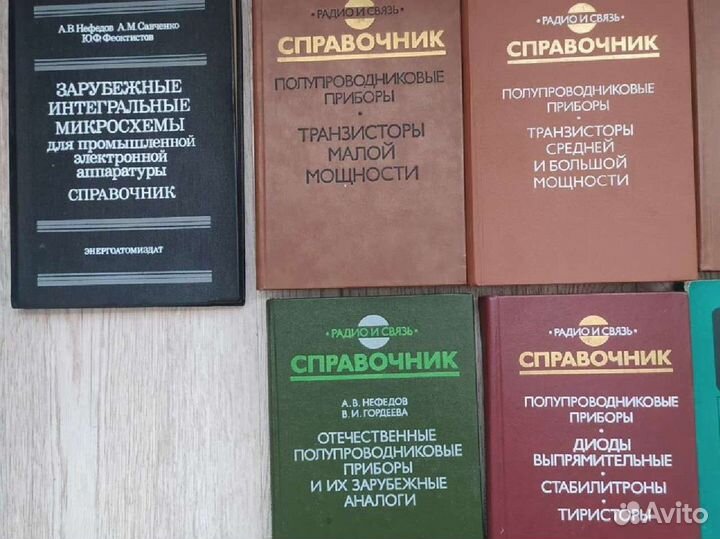 А.В.Нефедов А.М.Савченко
Ю.Ф.Феоктистов
ЗАРУБЕЖНЫЕ
ИНТЕГРАЛЬНЫЕ
МИКРОСХЕМЫ
для промышленной
электронной
аппаратуры
СПРАВОЧНИК
ЭНЕРГОАТОМИЗДАТ
• РАДИО И СВЯЗЬ •
СПРАВОЧНИК
ПОЛУПРОВОДНИКОВЫЕ
ПРИБОРЫ
•
ТРАНЗИСТОРЫ
МАЛОЙ
МОЩНОСТИ
• РАДИО И СВЯЗЬ •
СПРАВОЧНИК
ПОЛУПРОВОДНИКОВЫЕ
ПРИБОРЫ
•
ТРАНЗИСТОРЫ
СРЕДНЕЙ
И БОЛЬШОЙ
МОЩНОСТИ
• РАДИО И СВЯЗЬ •
СПРАВОЧНИК
А. В. НЕФЕДОВ
В. И. ГОРДЕЕВА
ОТЕЧЕСТВЕННЫЕ
ПОЛУПРОВОДНИКОВЫЕ
ПРИБОРЫ
И ИХ ЗАРУБЕЖНЫЕ
АНАЛОГИ
• РАДИО И СВЯЗЬ •
СПРАВОЧНИК
ПОЛУПРОВОДНИКОВЫЕ
ПРИБОРЫ
•
ДИОДЫ
ВЫПРЯМИТЕЛЬНЫЕ
•
СТАБИЛИТРОНЫ
•
ТИРИСТОРЫ
Avito